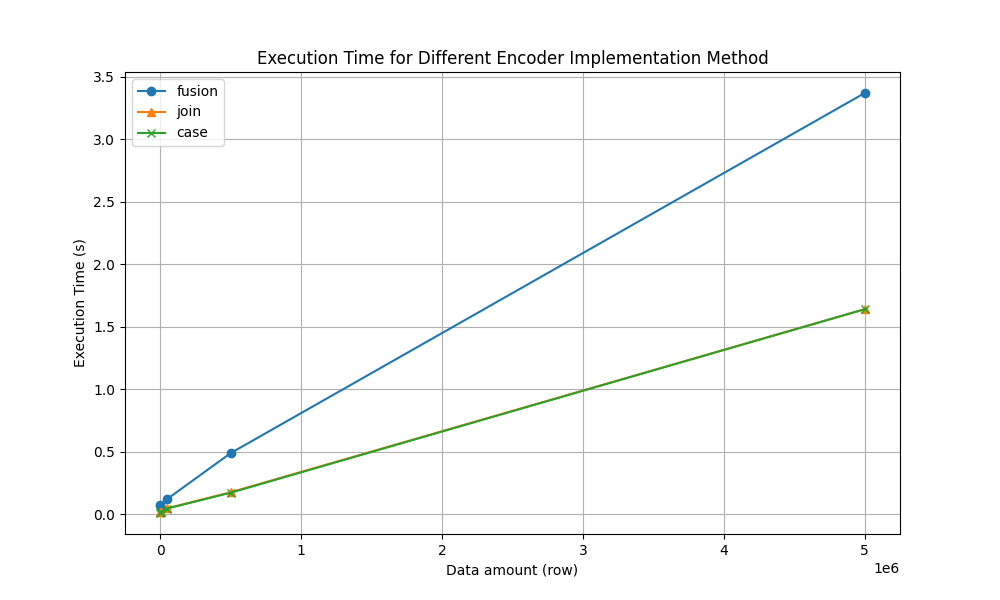 Execution Time for Different Encoder Implementation Method
fusion
join
case
Execution Time (s)
3.5
3.0
2.5
2.0
1.5
1.0
0.5
0.0
0 1 2 3 4 5
1e6
Data amount (row)